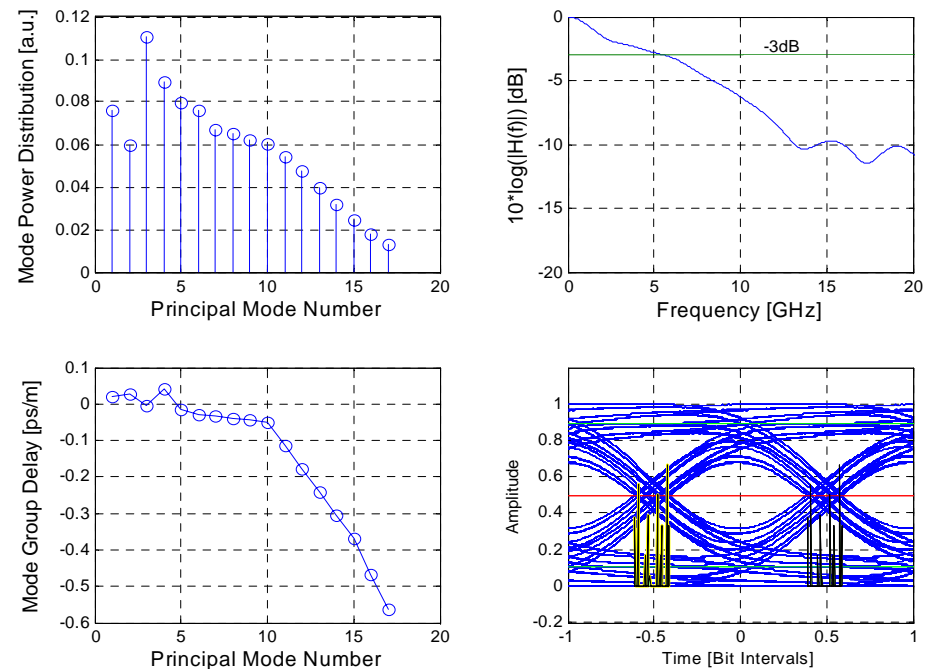 Mode Power Distribution [a.u.]
0.12
0.1
0.08
0.06
0.04
0.02
0
0 5 10 15 20
Principal Mode Number
10*log(|H(f)|) [dB]
0
-5
-10
-15
-20
-3dB
0 5 10 15 20
Frequency [GHz]
Mode Group Delay [ps/m]
0.1
0
-0.1
-0.2
-0.3
-0.4
-0.5
-0.6
0 5 10 15 20
Principal Mode Number
Amplitude
1
0.8
0.6
0.4
0.2
0
-0.2
-1 -0.5 0 0.5 1
Time [Bit Intervals]